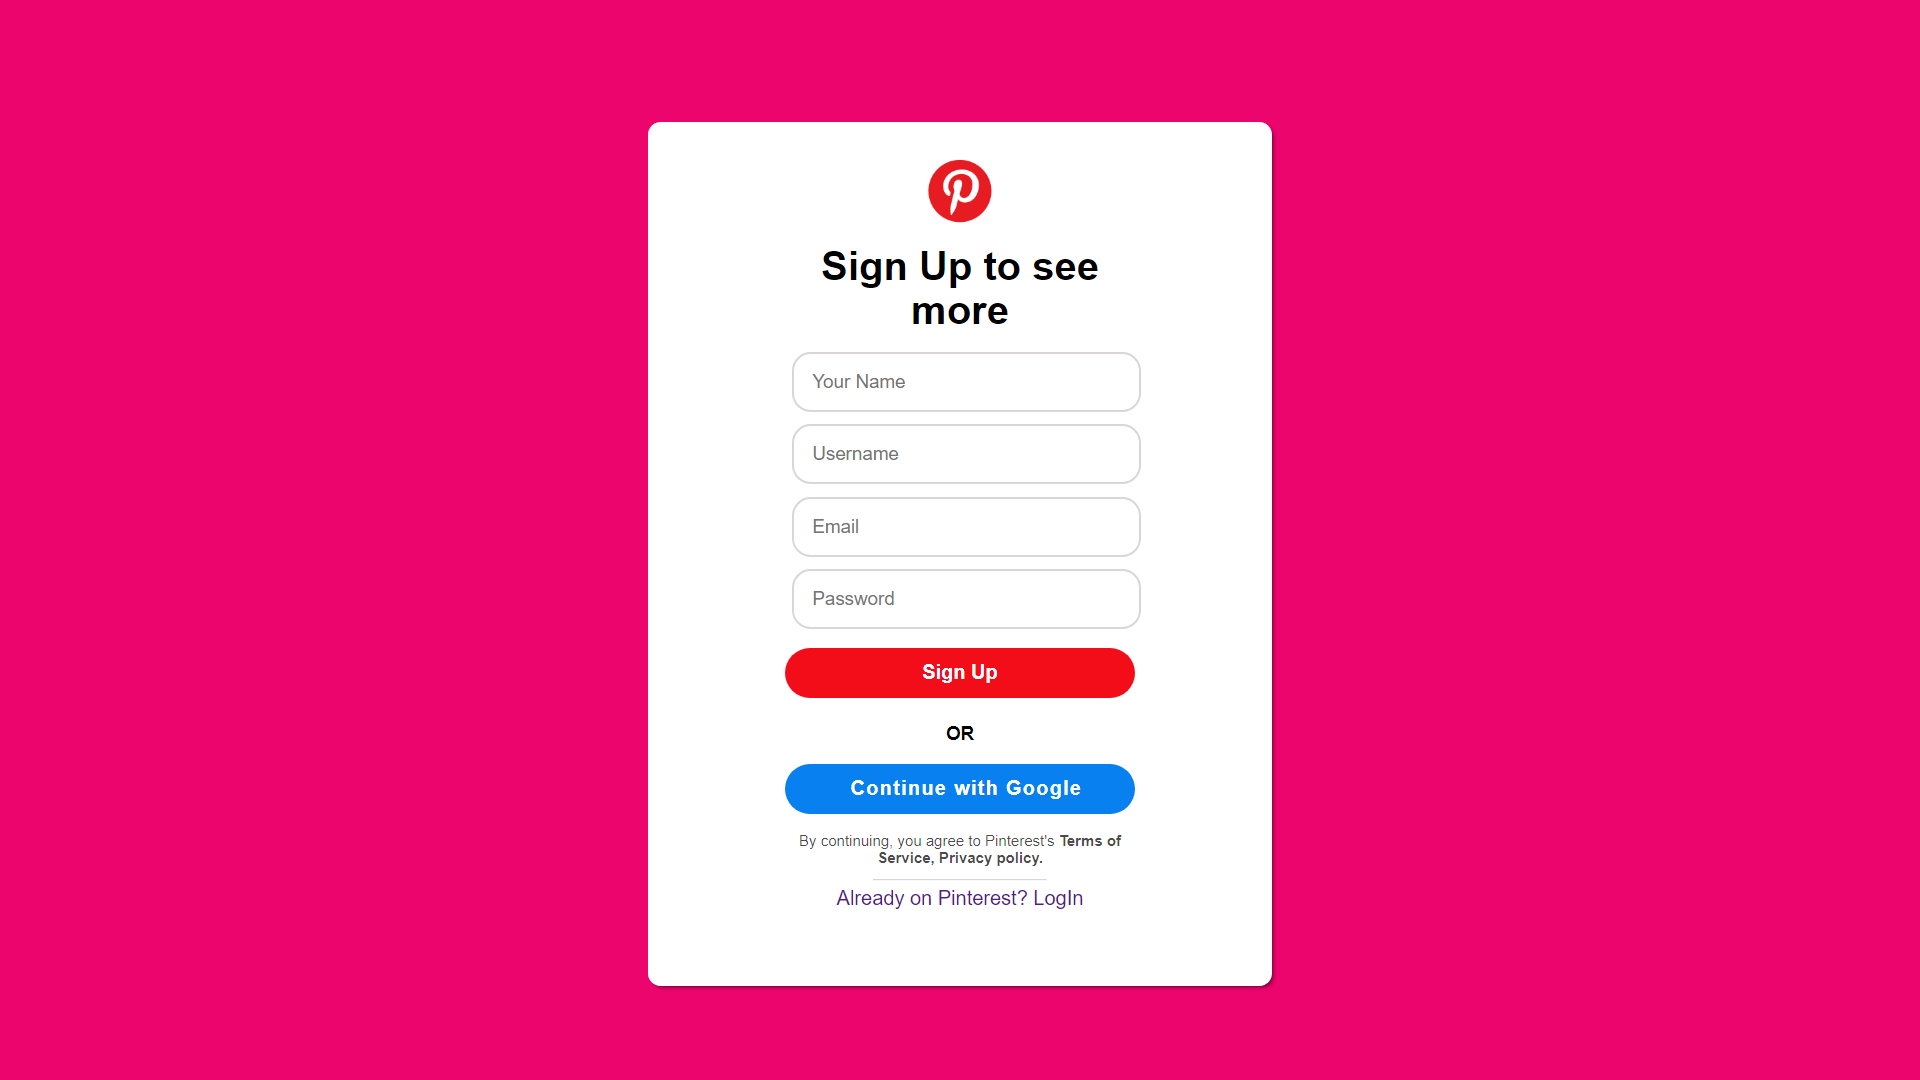 Sign Up to see
more
Your Name
Username
Email
Password
Sign Up
OR
Continue with Google
By continuing, you agree to Pinterest's Terms of
Service, Privacy policy.
Already on Pinterest? LogIn